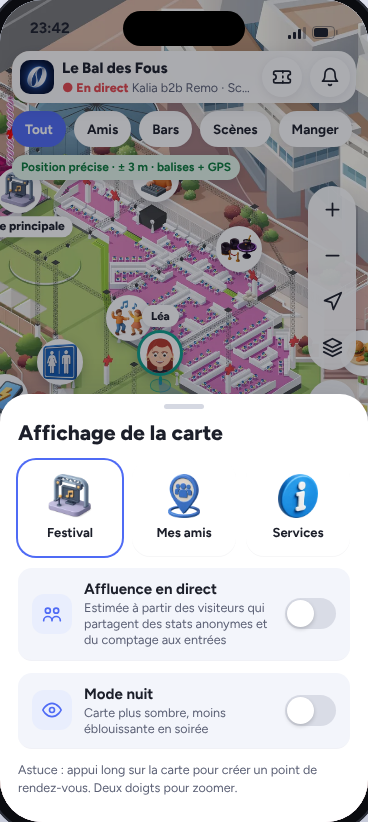 23:42
Le Bal des Fous
En direct Kalia b2b Remo · Sc...
Tout
Amis
Bars
Scènes
Manger
Position précise · ± 3 m · balises + GPS
e principale
Léa
Affichage de la carte
Festival
Mes amis
Services
Affluence en direct
Estimée à partir des visiteurs qui
partagent des stats anonymes et
du comptage aux entrées
Mode nuit
Carte plus sombre, moins
éblouissante en soirée
Astuce : appui long sur la carte pour créer un point de
rendez-vous. Deux doigts pour zoomer.